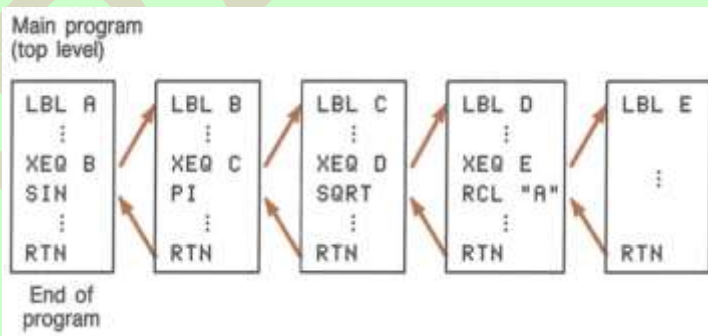 Main program
(top level)
LBL A
⋮
XEQ B
SIN
⋮
RTN
LBL B
⋮
XEQ C
PI
⋮
RTN
LBL C
⋮
XEQ D
SQRT
⋮
RTN
LBL D
⋮
XEQ E
RCL "A"
⋮
RTN
LBL E
⋮
RTN
End of
program